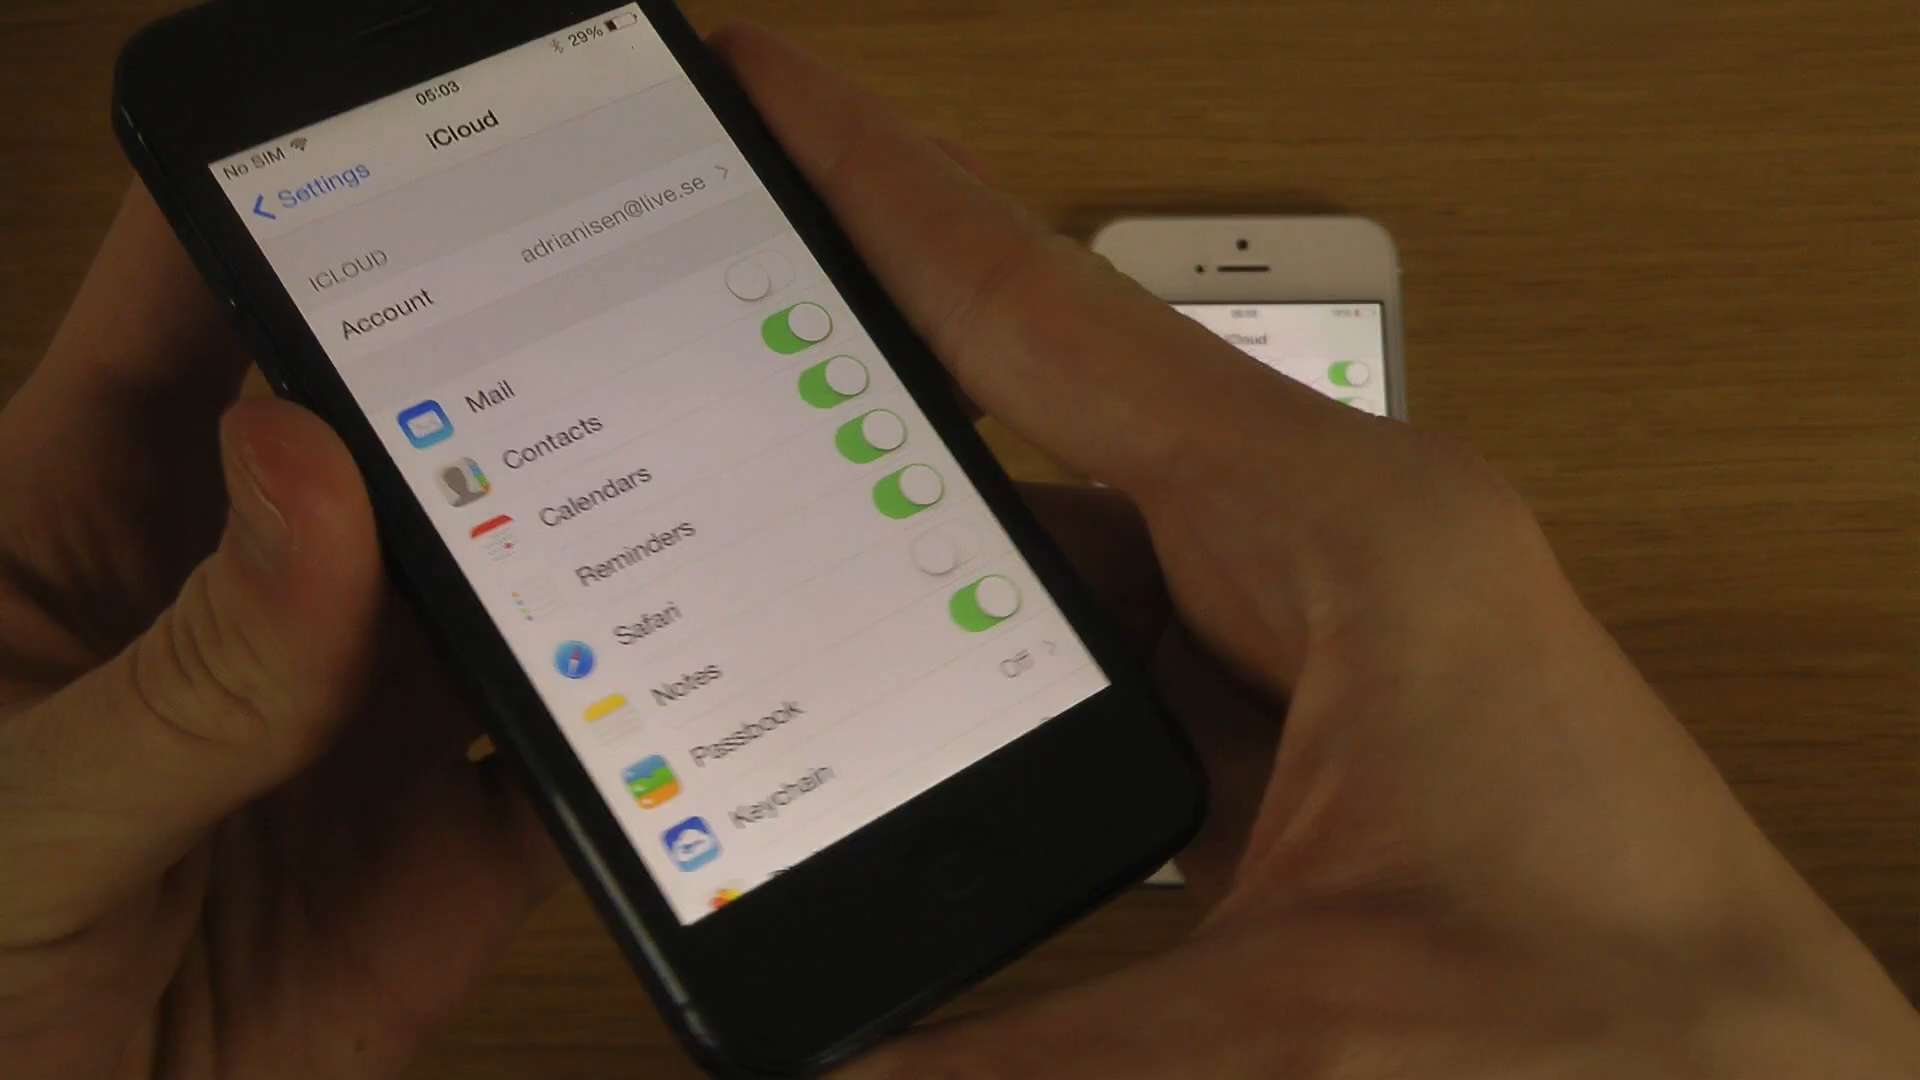 No SIM 05:03 29%
Settings iCloud
ICLOUD
Account adrianisen@live.se
Mail
Contacts
Calendars
Reminders
Safari
Notes
Passbook
Keychain Off
iCloud